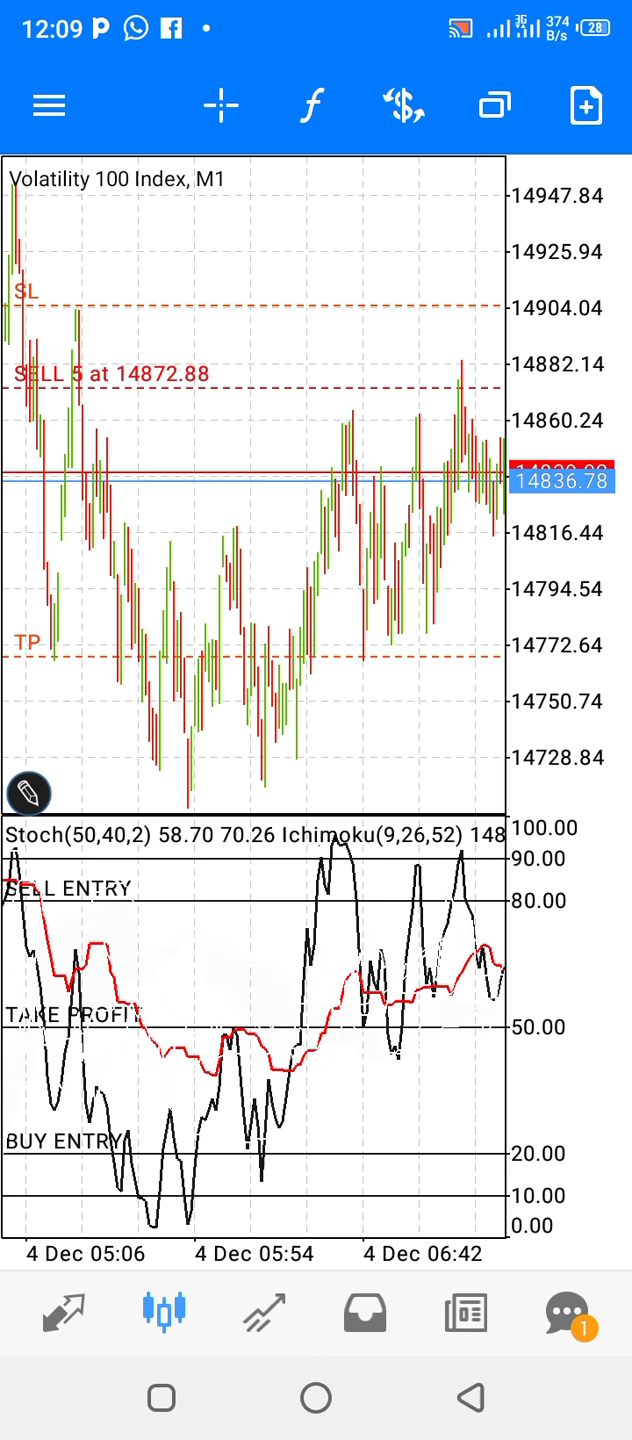 12:09
3G
374
B/s
28
Volatility 100 Index, M1
14947.84
14925.94
SL
14904.04
14882.14
SELL 5 at 14872.88
14860.24
14836.78
14816.44
14794.54
TP
14772.64
14750.74
14728.84
Stoch(50,40,2) 58.70 70.26 Ichimoku(9,26,52) 148
100.00
90.00
SELL ENTRY
80.00
TAKE PROFIT
50.00
BUY ENTRY
20.00
10.00
0.00
4 Dec 05:06
4 Dec 05:54
4 Dec 06:42
1